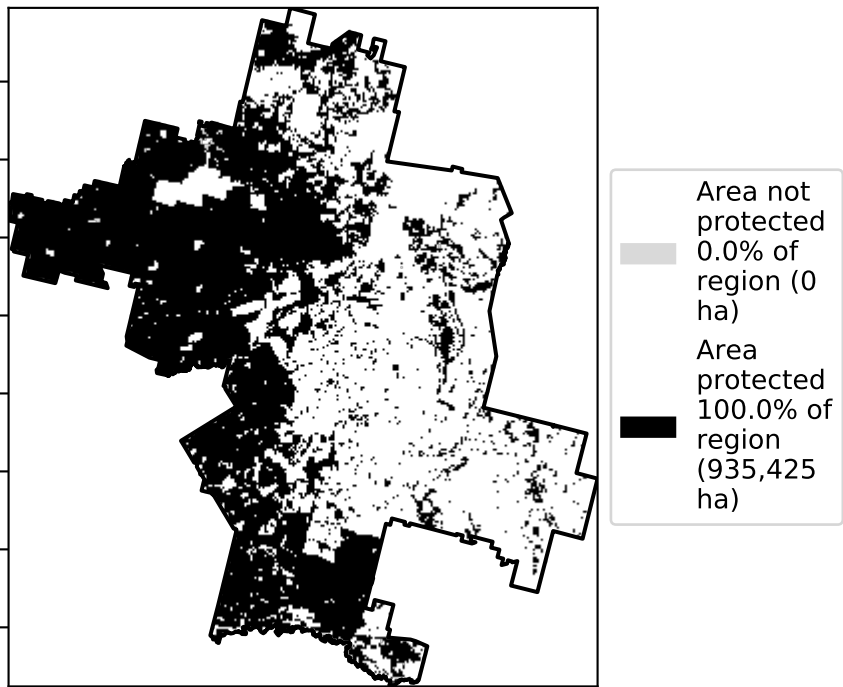 Area not
protected
0.0% of
region (0
ha)
Area
protected
100.0% of
region
(935,425
ha)